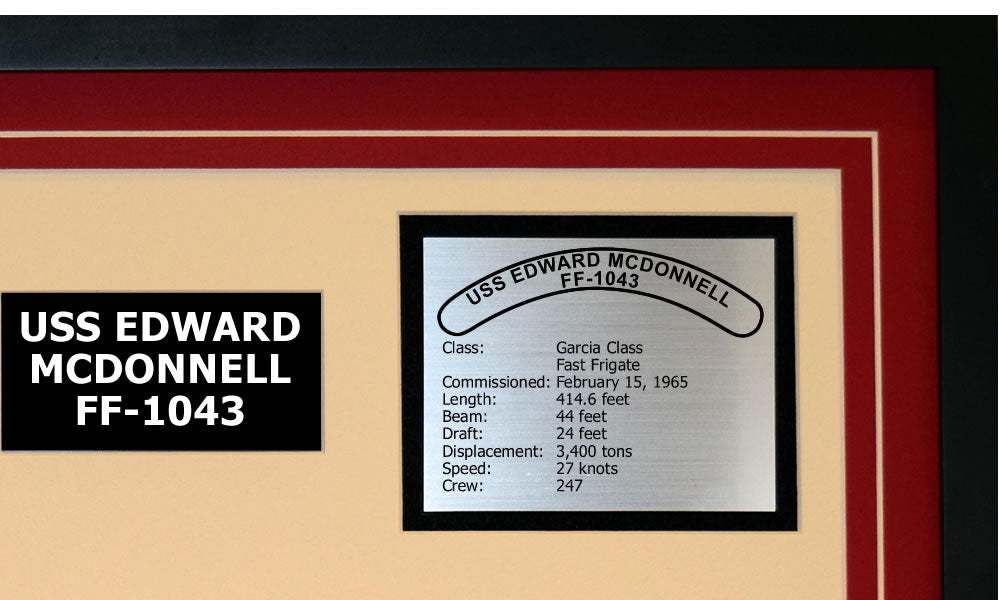 USS EDWARD
MCDONNELL
FF-1043
USS EDWARD MCDONNELL
FF-1043
Class: Garcia Class
Fast Frigate
Commissioned: February 15, 1965
Length: 414.6 feet
Beam: 44 feet
Draft: 24 feet
Displacement: 3,400 tons
Speed: 27 knots
Crew: 247